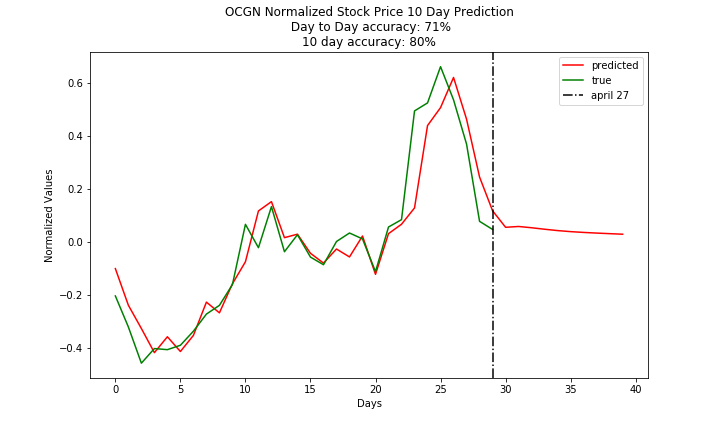 OCGN Normalized Stock Price 10 Day Prediction
Day to Day accuracy: 71%
10 day accuracy: 80%
predicted
true
april 27
0.6
0.4
0.2
0.0
−0.2
−0.4
Normalized Values
0 5 10 15 20 25 30 35 40
Days